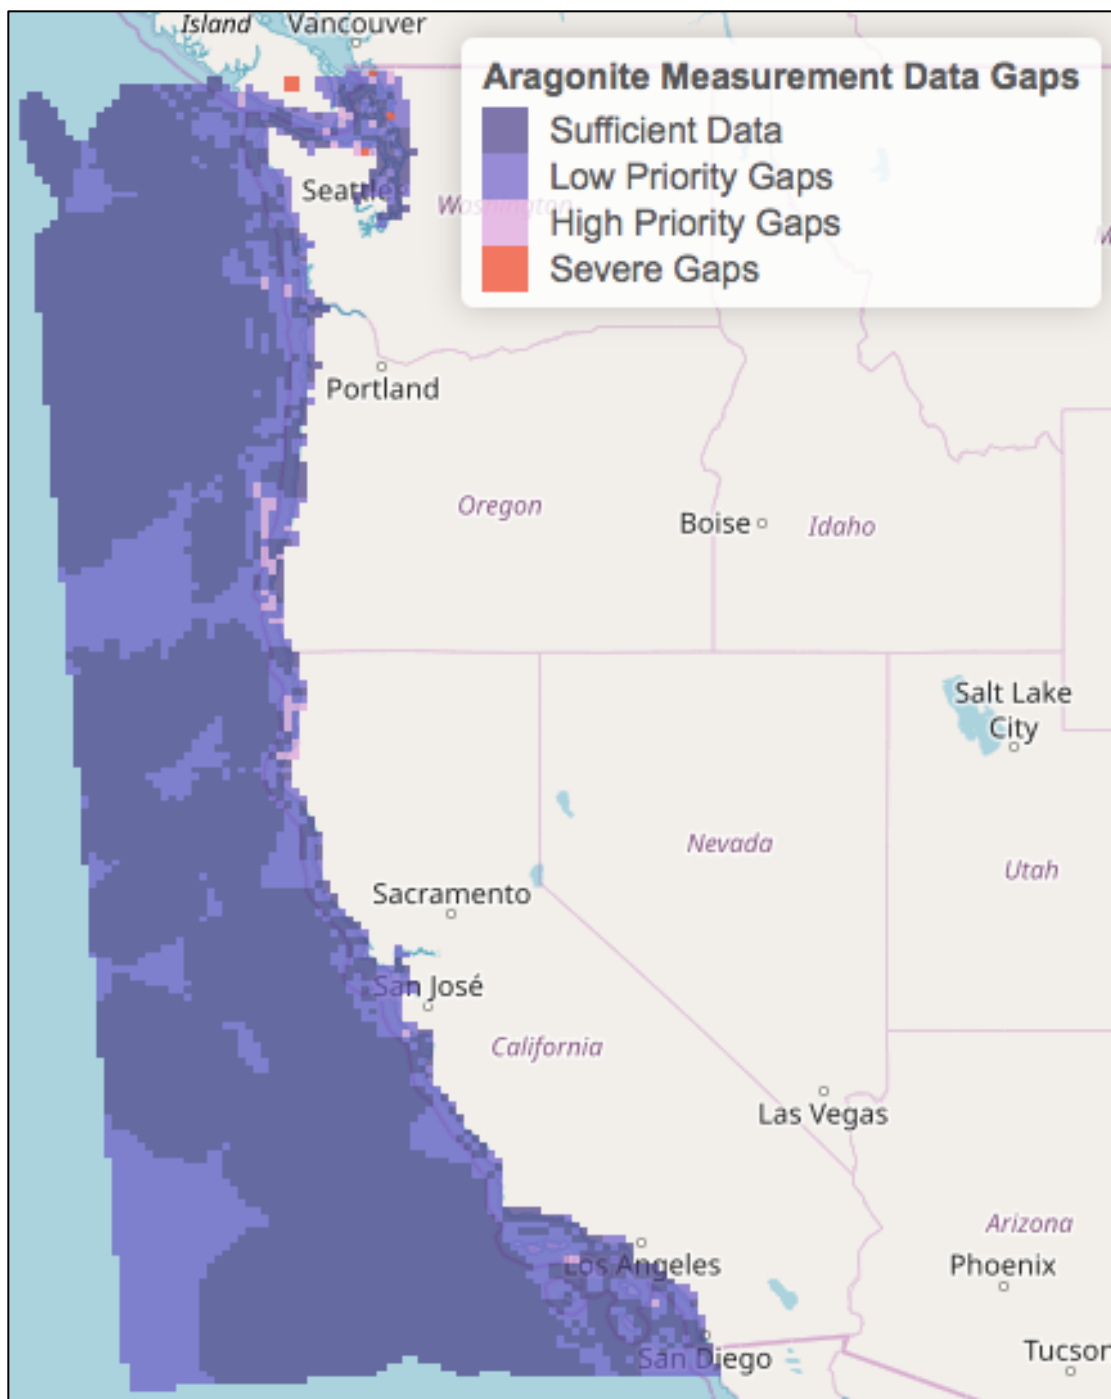 Island
Vancouver
Aragonite Measurement Data Gaps
Sufficient Data
Low Priority Gaps
High Priority Gaps
Severe Gaps
Seattle
Washington
M
Portland
Oregon
Boise
Idaho
Salt Lake
City
Nevada
Utah
Sacramento
San José
California
Las Vegas
Arizona
Los Angeles
Phoenix
San Diego
Tucson